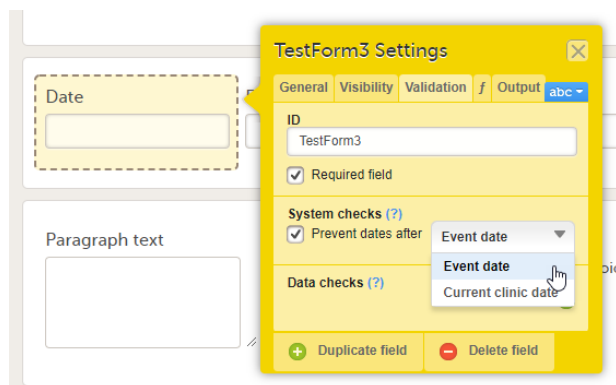 TestForm3 Settings
General Visibility Validation ƒ Output abc
Date
ID
TestForm3
Required field
System checks (?)
Prevent dates after Event date
Event date
Current clinic date
Data checks (?)
Paragraph text
Duplicate field
Delete field